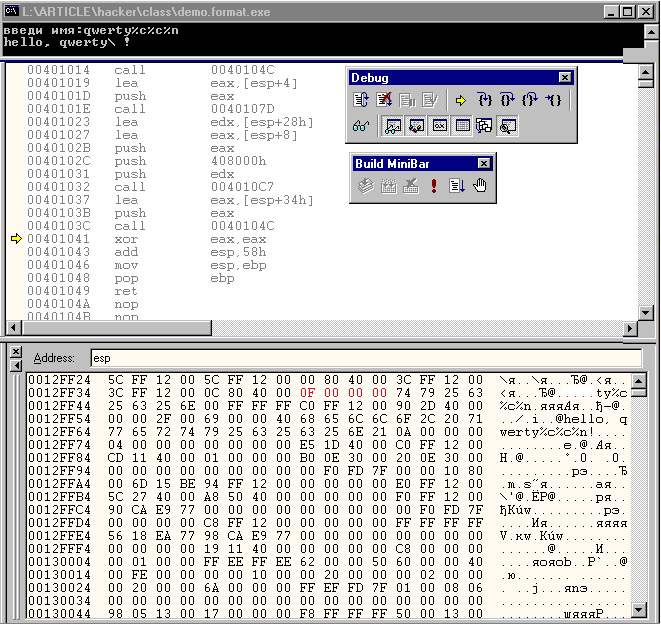 L:\ARTICLE\hacker\class\demo.format.exe
введи имя:qwerty%c%c%n
hello, qwerty\ !
00401014 call 0040104C
00401019 lea eax,[esp+4]
0040101D push eax
0040101E call 0040107D
00401023 lea edx,[esp+28h]
00401027 lea eax,[esp+8]
0040102B push eax
0040102C push 408000h
00401031 push edx
00401032 call 004010C7
00401037 lea eax,[esp+34h]
0040103B push eax
0040103C call 0040104C
00401041 xor eax,eax
00401043 add esp,58h
00401046 mov esp,ebp
00401048 pop ebp
00401049 ret
0040104A nop
0040104B nop
Debug
Build MiniBar
Address: esp
0012FF24 5C FF 12 00 5C FF 12 00 00 80 40 00 3C FF 12 00 \я..\я...Ђ@.<я..
0012FF34 3C FF 12 00 0C 80 40 00 0F 00 00 00 74 79 25 63 <я...Ђ@.....ty%c
0012FF44 25 63 25 6E 00 FF FF FF C0 FF 12 00 90 2D 40 00 %c%n.яяяАя..ђ-@.
0012FF54 00 00 2F 00 69 00 00 40 68 65 6C 6C 6F 2C 20 71 ../.i..@hello, q
0012FF64 77 65 72 74 79 25 63 25 63 25 6E 21 0A 00 00 00 werty%c%c%n!....
0012FF74 04 00 00 00 00 00 00 00 E5 1D 40 00 C0 FF 12 00 ........е.@.Ая..
0012FF84 CD 11 40 00 01 00 00 00 B0 0E 30 00 20 0E 30 00 Н.@.....°.0. .0.
0012FF94 00 00 00 00 00 00 00 00 00 F0 FD 7F 00 00 10 80 .........рэ....Ђ
0012FFA4 00 6D 15 BE 94 FF 12 00 00 00 00 00 E0 FF 12 00 .m.ѕ”я......ая..
0012FFB4 5C 27 40 00 A8 50 40 00 00 00 00 00 F0 FF 12 00 \'@.ЁP@.....ря..
0012FFC4 90 CA E9 77 00 00 00 00 00 00 00 00 00 F0 FD 7F ђКйw.........рэ.
0012FFD4 00 00 00 00 C8 FF 12 00 00 00 00 00 FF FF FF FF ....Ия......яяяя
0012FFE4 56 18 EA 77 98 CA E9 77 00 00 00 00 00 00 00 00 V.кw.Кйw........
0012FFF4 00 00 00 00 19 11 40 00 00 00 00 00 C8 00 00 00 ......@.....И...
00130004 00 01 00 00 FF EE FF EE 62 00 00 00 50 60 00 00 40
00130014 00 FE 00 00 00 00 10 00 00 20 00 00 00 02 00 00 .ю....... ......
00130024 00 20 00 00 6A 00 00 00 FF EF FD 7F 01 00 08 06 . ..j...япэ.....
00130034 00 00 00 00 00 00 00 00 00 00 00 00 00 00 00 00 ................
00130044 98 05 13 00 17 00 00 00 F8 FF FF FF 50 00 13 00 ........шяяяP...